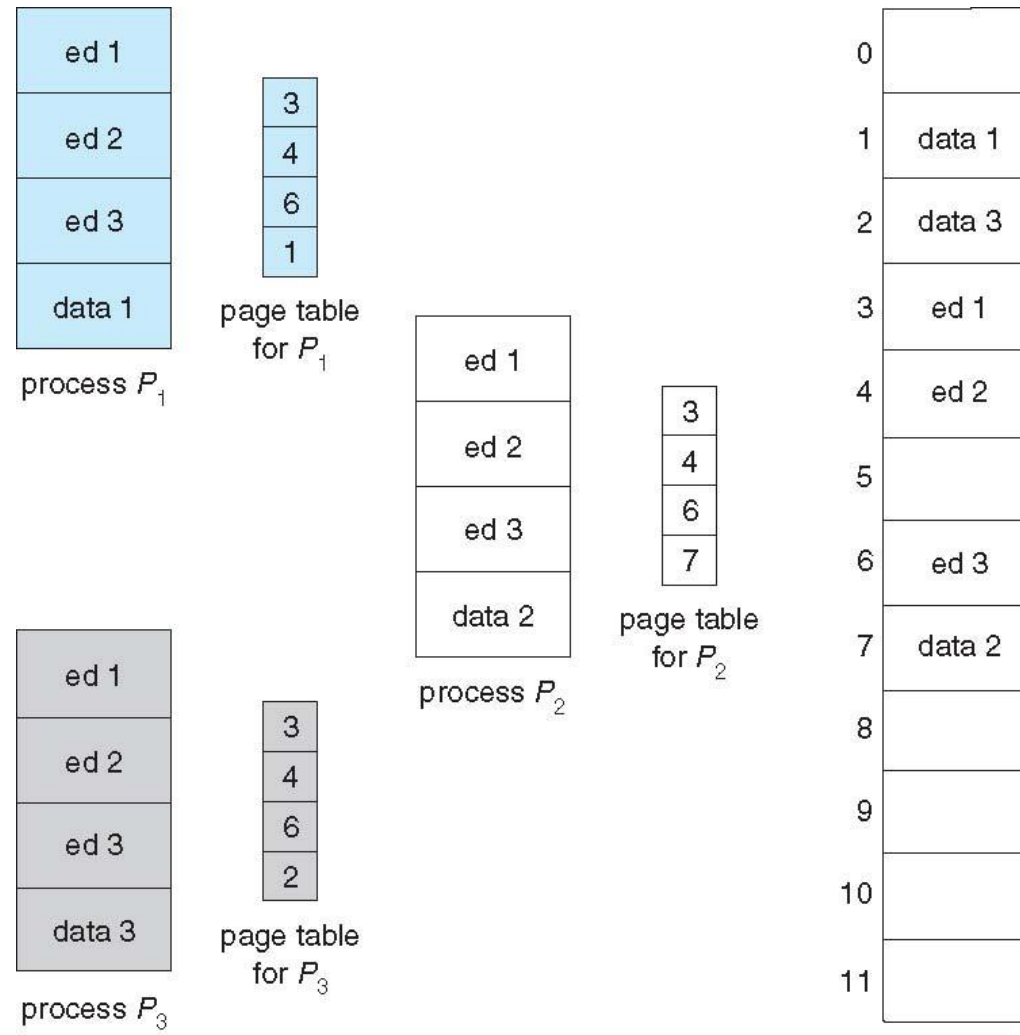 ed 1
ed 2
ed 3
data 1
process P₁
3
4
6
1
page table
for P₁
ed 1
ed 2
ed 3
data 2
process P₂
3
4
6
7
page table
for P₂
ed 1
ed 2
ed 3
data 3
process P₃
3
4
6
2
page table
for P₃
0
1 data 1
2 data 3
3 ed 1
4 ed 2
5
6 ed 3
7 data 2
8
9
10
11